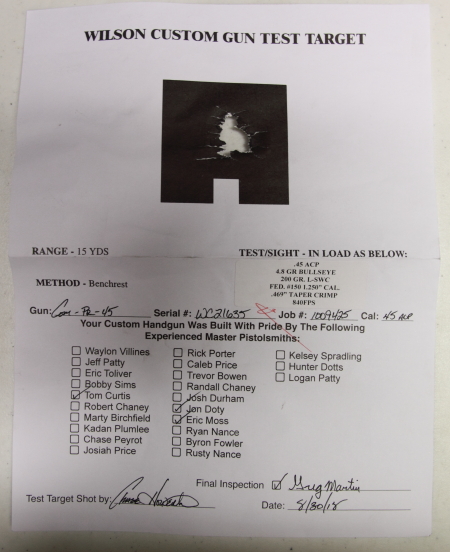 WILSON CUSTOM GUN TEST TARGET
RANGE - 15 YDS
TEST/SIGHT - IN LOAD AS BELOW:
.45 ACP
4.8 GR BULLSEYE
200 GR. L-SWC
FED. #150 1.250" CAL.
.469" TAPER CRIMP
840FPS
METHOD - Benchrest
Gun: Com-Pr-45 Serial #: WC21635 Job #: 1009425 Cal: 45 ACP
Your Custom Handgun Was Built With Pride By The Following
Experienced Master Pistolsmiths:
Waylon Villines
Jeff Patty
Eric Toliver
Bobby Sims
Tom Curtis
Robert Chaney
Marty Birchfield
Kadan Plumlee
Chase Peyrot
Josiah Price
Rick Porter
Caleb Price
Trevor Bowen
Randall Chaney
Josh Durham
Jon Doty
Eric Moss
Ryan Nance
Byron Fowler
Rusty Nance
Kelsey Spradling
Hunter Dotts
Logan Patty
Final Inspection Greg Martin
Test Target Shot by:
Date: 8/30/18